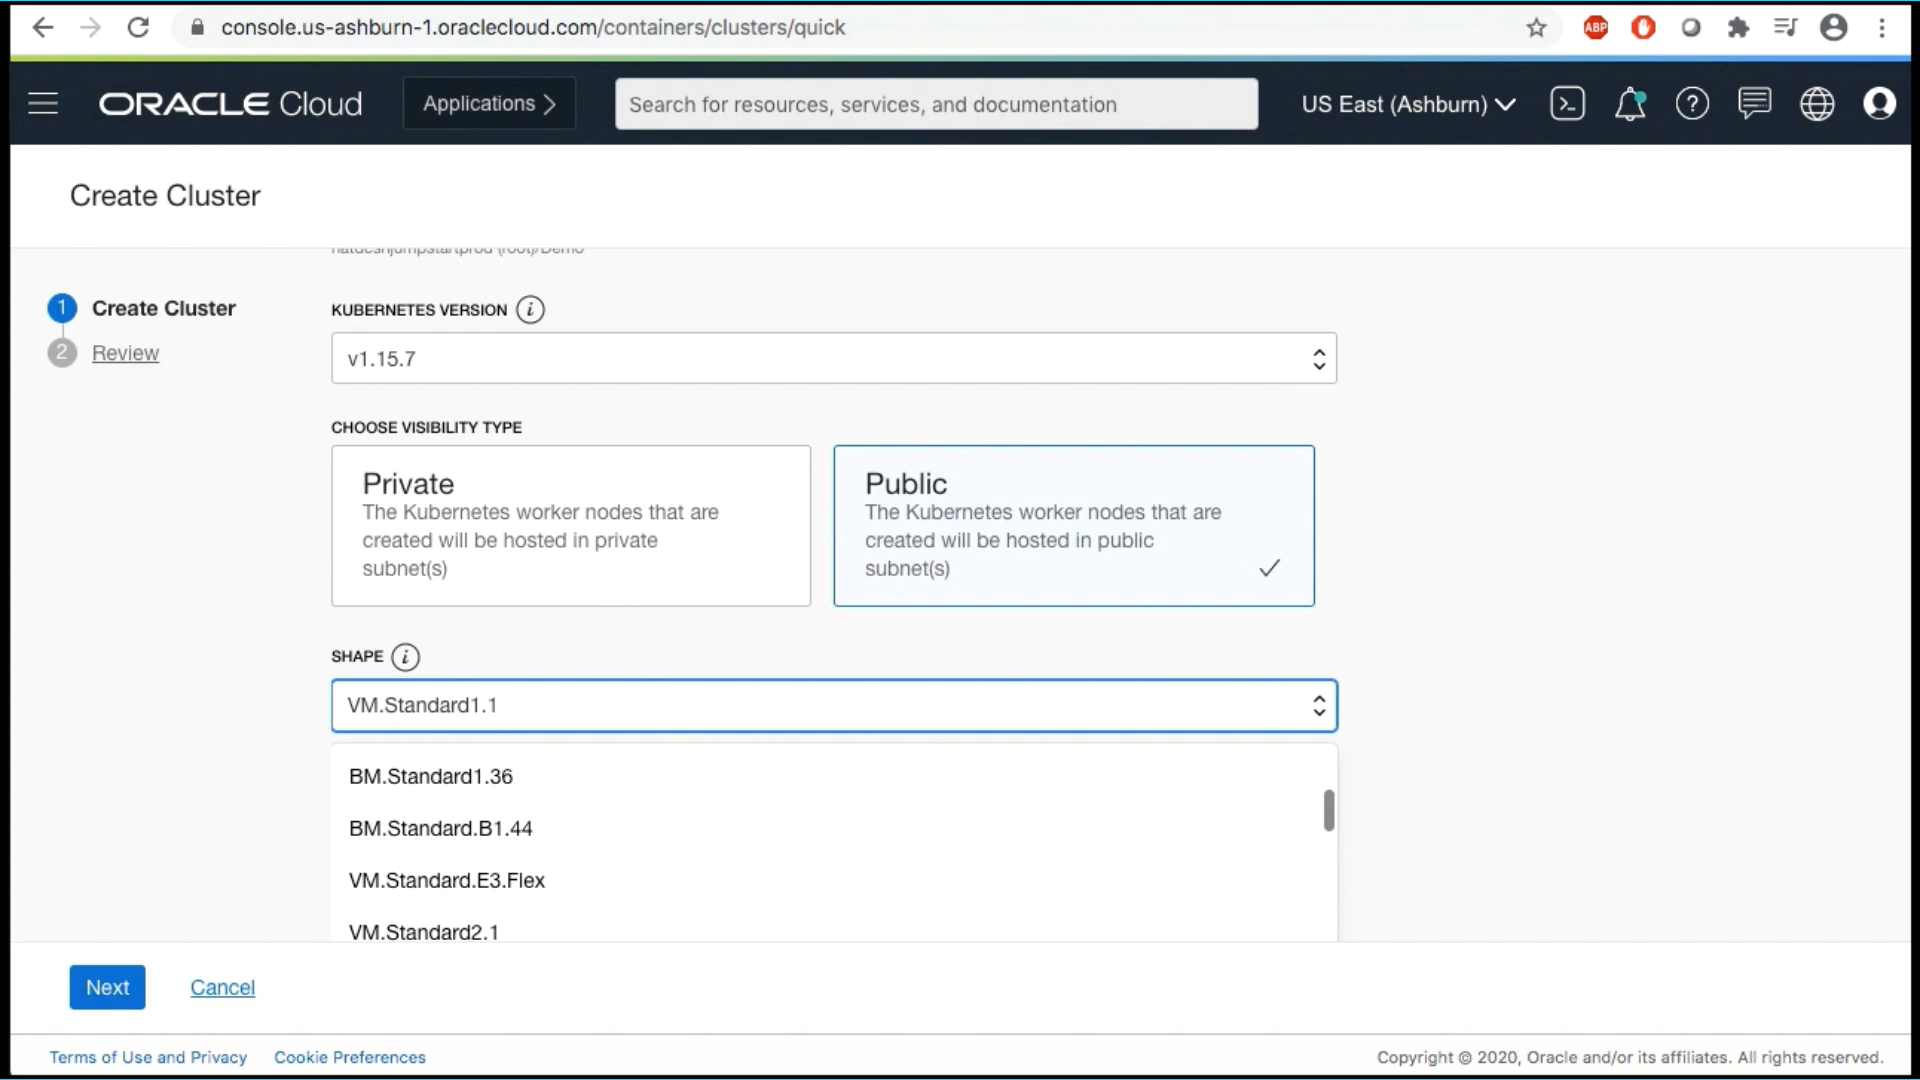 console.us-ashburn-1.oraclecloud.com/containers/clusters/quick
ABP
ORACLE Cloud
Applications
Search for resources, services, and documentation
US East (Ashburn)
Create Cluster
1 Create Cluster
2 Review
KUBERNETES VERSION i
v1.15.7
CHOOSE VISIBILITY TYPE
Private
The Kubernetes worker nodes that are
created will be hosted in private
subnet(s)
Public
The Kubernetes worker nodes that are
created will be hosted in public
subnet(s)
SHAPE i
VM.Standard1.1
BM.Standard1.36
BM.Standard.B1.44
VM.Standard.E3.Flex
VM.Standard2.1
Next
Cancel
Terms of Use and Privacy
Cookie Preferences
Copyright © 2020, Oracle and/or its affiliates. All rights reserved.